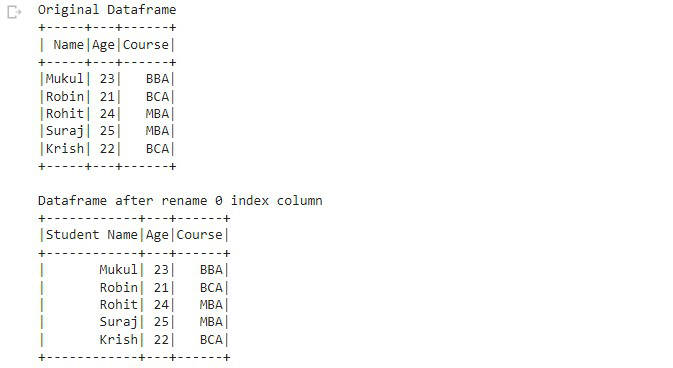 Original Dataframe
+-----+---+------+
| Name|Age|Course|
+-----+---+------+
|Mukul| 23|   BBA|
|Robin| 21|   BCA|
|Rohit| 24|   MBA|
|Suraj| 25|   MBA|
|Krish| 22|   BCA|
+-----+---+------+

Dataframe after rename 0 index column
+------------+---+------+
|Student Name|Age|Course|
+------------+---+------+
|       Mukul| 23|   BBA|
|       Robin| 21|   BCA|
|       Rohit| 24|   MBA|
|       Suraj| 25|   MBA|
|       Krish| 22|   BCA|
+------------+---+------+